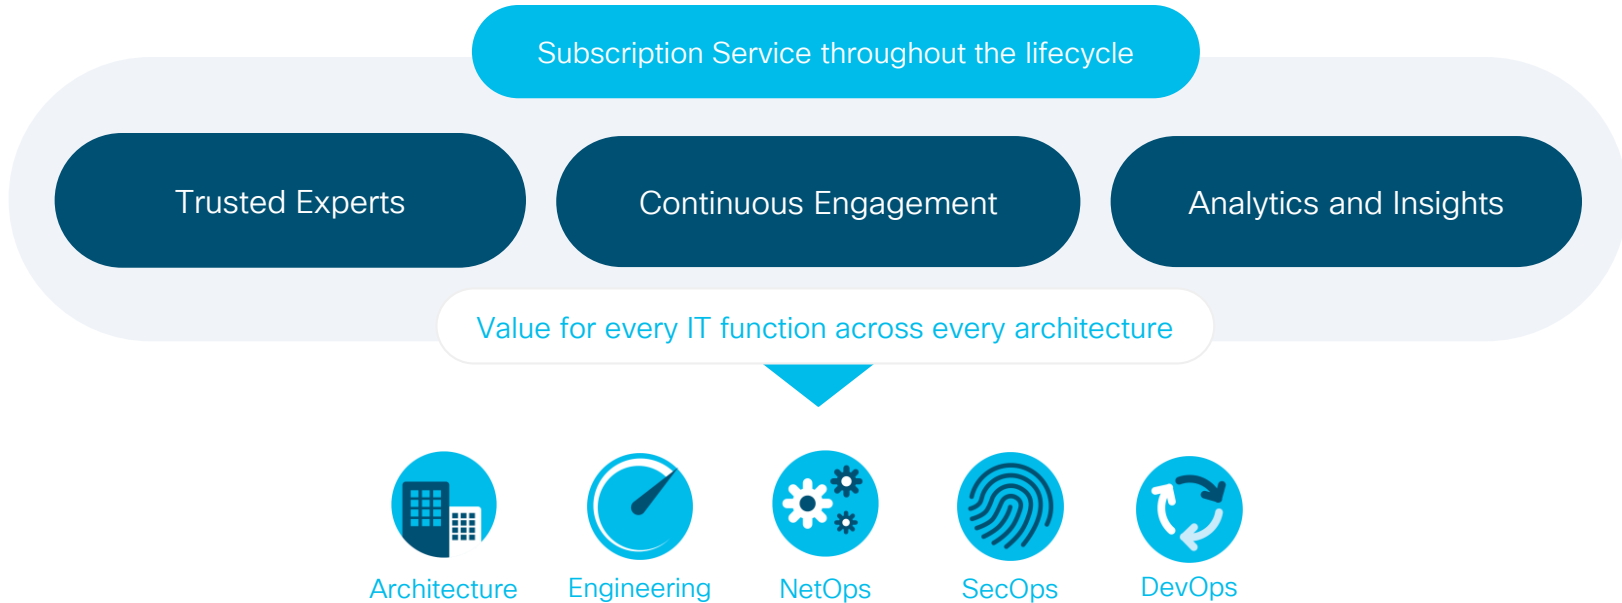 Subscription Service throughout the lifecycle
Trusted Experts
Continuous Engagement
Analytics and Insights
Value for every IT function across every architecture
Architecture
Engineering
NetOps
SecOps
DevOps